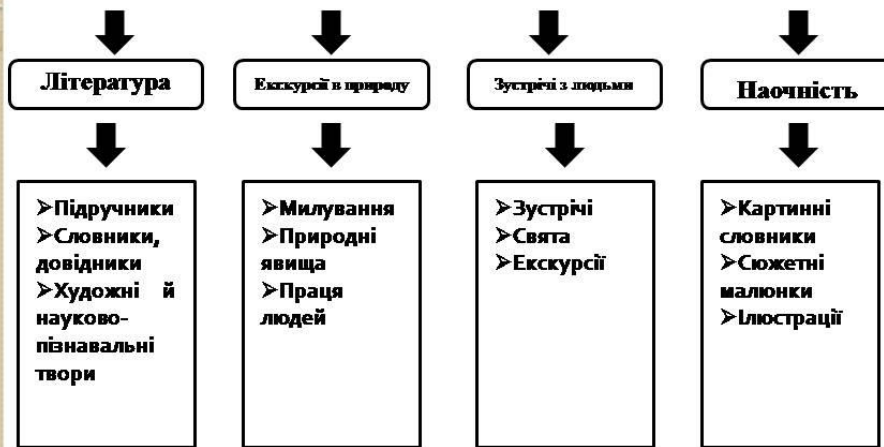 Література
Екскурсії в природу
Зустрічі з людьми
Наочність
➢Підручники
➢Словники,
довідники
➢Художні й
науково-
пізнавальні
твори
➢Милування
➢Природні
явища
➢Праця
людей
➢Зустрічі
➢Свята
➢Екскурсії
➢Картинні
словники
➢Сюжетні
малюнки
➢Ілюстрації